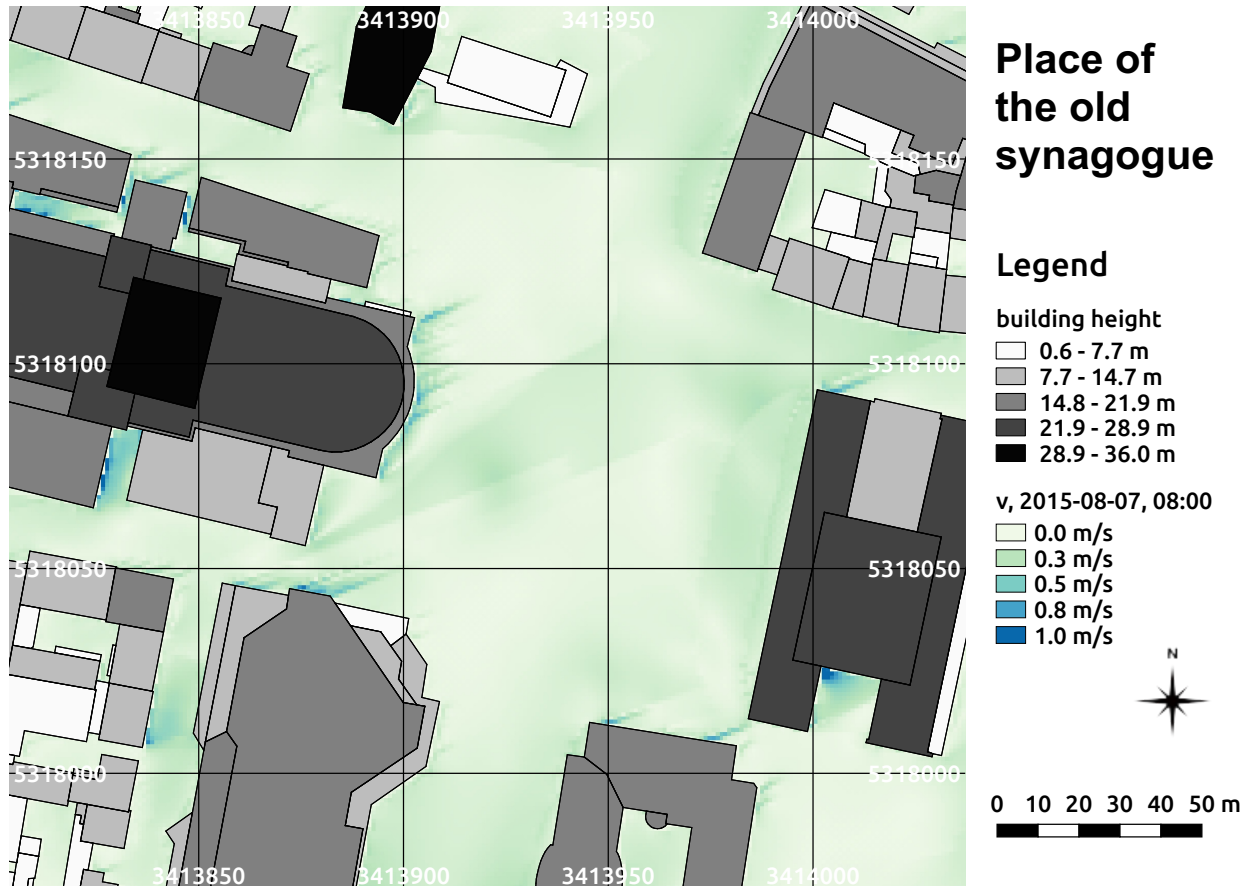 3413850 3413900 3413950 3414000
5318150 5318150
5318100 5318100
5318050 5318050
5318000 5318000
3413850 3413900 3413950 3414000
Place of
the old
synagogue
Legend
building height
0.6 - 7.7 m
7.7 - 14.7 m
14.8 - 21.9 m
21.9 - 28.9 m
28.9 - 36.0 m
v, 2015-08-07, 08:00
0.0 m/s
0.3 m/s
0.5 m/s
0.8 m/s
1.0 m/s
N
0 10 20 30 40 50 m